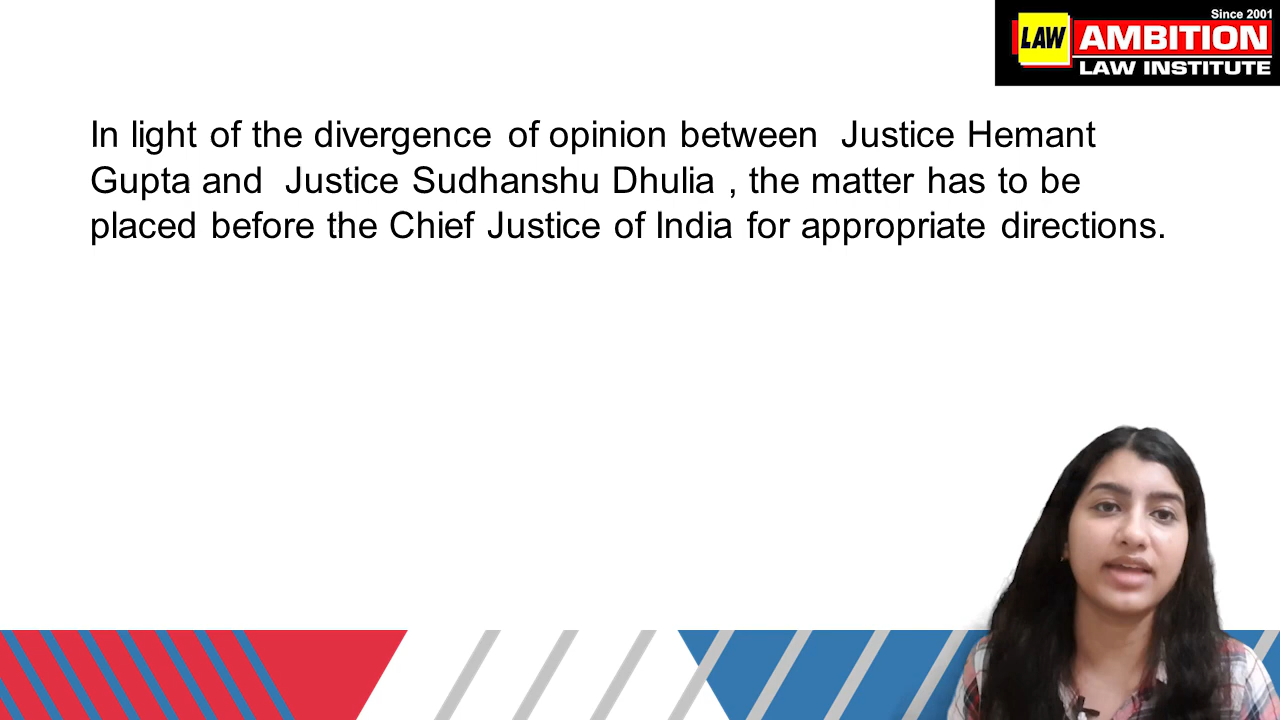 Since 2001
LAW
AMBITION
LAW INSTITUTE
In light of the divergence of opinion between Justice Hemant
Gupta and Justice Sudhanshu Dhulia , the matter has to be
placed before the Chief Justice of India for appropriate directions.